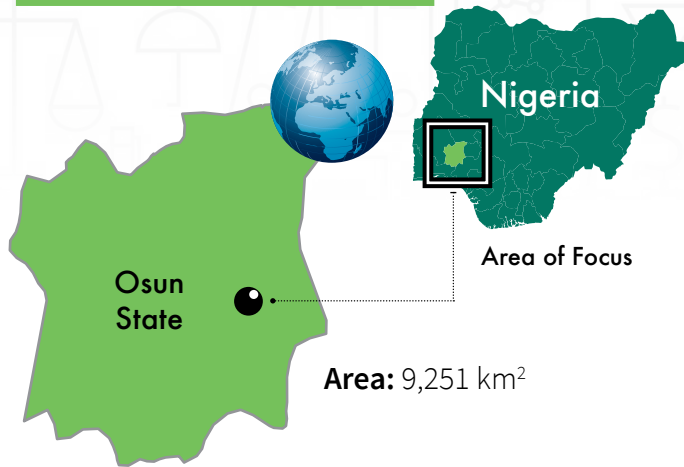 Nigeria
Area of Focus
Osun
State
Area: 9,251 km²